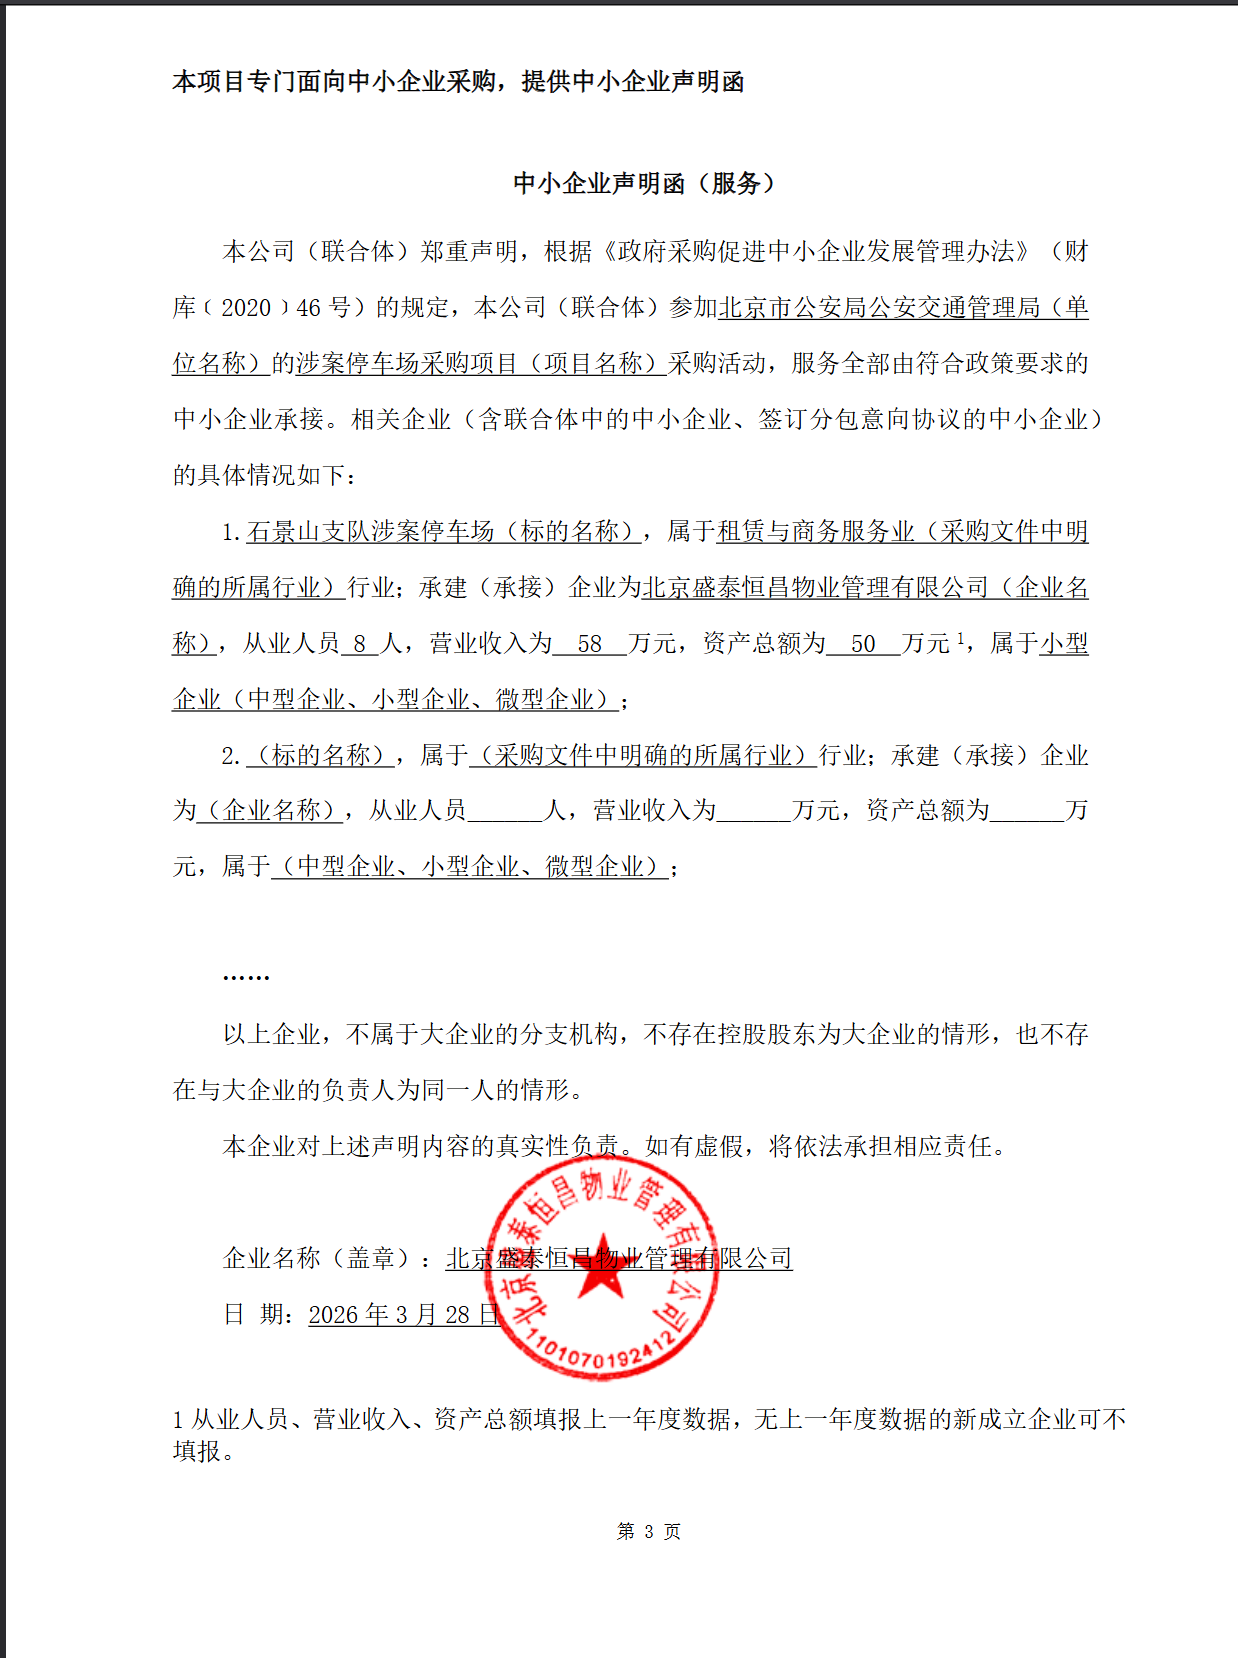 本项目专门面向中小企业采购，提供中小企业声明函
中小企业声明函（服务）
本公司（联合体）郑重声明，根据《政府采购促进中小企业发展管理办法》（财
库﹝2020﹞46 号）的规定，本公司（联合体）参加北京市公安局公安交通管理局（单
位名称）的涉案停车场采购项目（项目名称）采购活动，服务全部由符合政策要求的
中小企业承接。相关企业（含联合体中的中小企业、签订分包意向协议的中小企业）
的具体情况如下：
1.石景山支队涉案停车场（标的名称），属于租赁与商务服务业（采购文件中明
确的所属行业）行业；承建（承接）企业为北京盛泰恒昌物业管理有限公司（企业名
称），从业人员 8 人，营业收入为 58 万元，资产总额为 50 万元 1，属于小型
企业（中型企业、小型企业、微型企业）；
2.（标的名称），属于（采购文件中明确的所属行业）行业；承建（承接）企业
为（企业名称），从业人员______人，营业收入为______万元，资产总额为______万
元，属于（中型企业、小型企业、微型企业）；
……
以上企业，不属于大企业的分支机构，不存在控股股东为大企业的情形，也不存
在与大企业的负责人为同一人的情形。
本企业对上述声明内容的真实性负责。如有虚假，将依法承担相应责任。
企业名称（盖章）：北京盛泰恒昌物业管理有限公司
日 期：2026 年 3 月 28 日
北京盛泰恒昌物业管理有限公司
1101070192412
1 从业人员、营业收入、资产总额填报上一年度数据，无上一年度数据的新成立企业可不
填报。
第 3 页